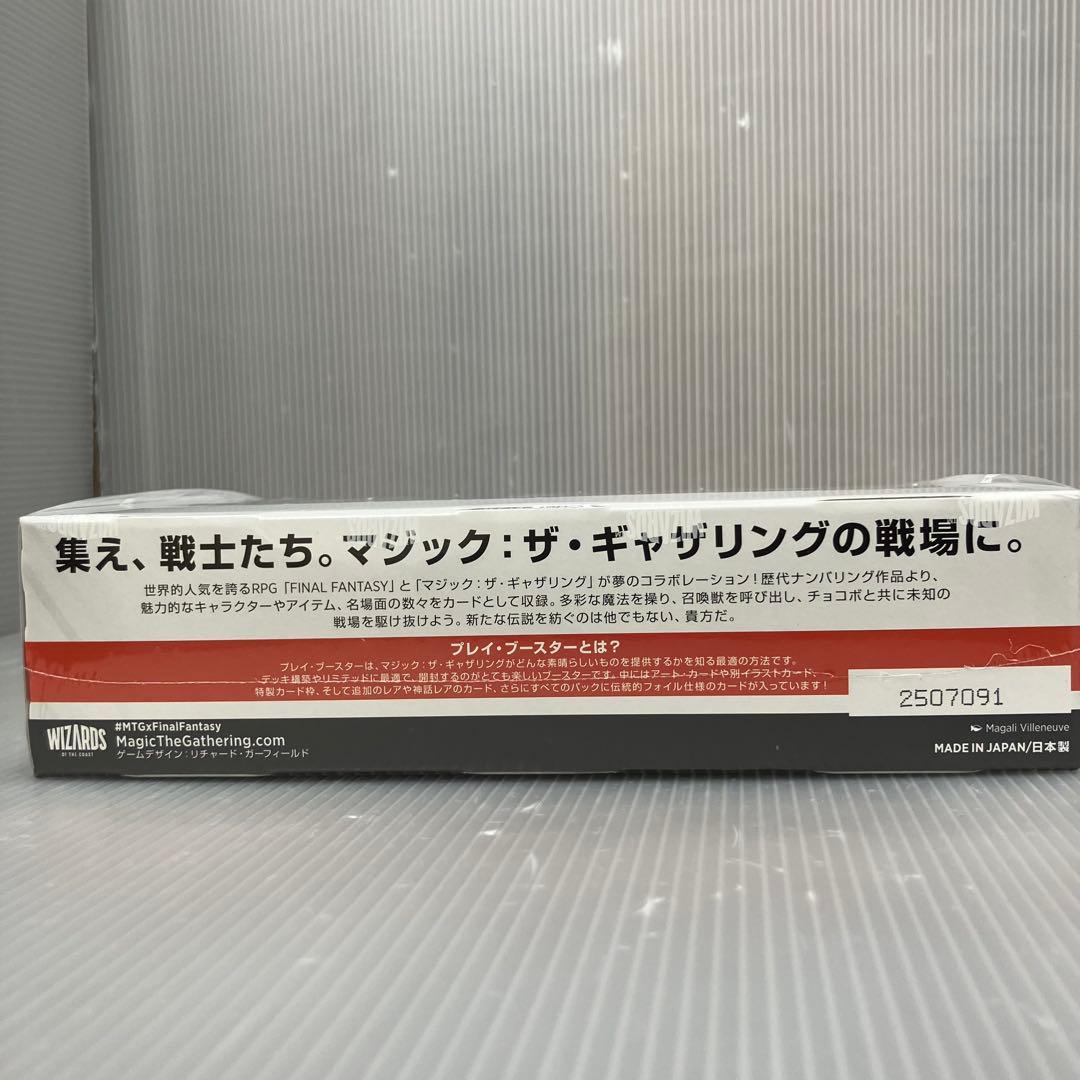 集え、戦士たち。マジック：ザ・ギャザリングの戦場に。
世界的人気を誇るRPG「FINAL FANTASY」と「マジック：ザ・ギャザリング」が夢のコラボレーション！歴代ナンバリング作品より、
魅力的なキャラクターやアイテム、名場面の数々をカードとして収録。多彩な魔法を操り、召喚獣を呼び出し、チョコボと共に未知の
戦場を駆け抜けよう。新たな伝説を紡ぐのは他でもない、貴方だ。
プレイ・ブースターとは？
プレイ・ブースターは、マジック：ザ・ギャザリングがどんな素晴らしいものを提供するかを知る最適の方法です。
デッキ構築やリミテッドに最適で、開封するのがとても楽しいブースターです。中にはアート・カードや別イラストカード、
特製カード枠、そして追加のレアや神話レアのカード、さらにすべてのパックに伝統的フォイル仕様のカードが入っています！
2507091
WIZARDS
OF THE COAST
#MTGxFinalFantasy
MagicTheGathering.com
ゲームデザイン：リチャード・ガーフィールド
Magali Villeneuve
MADE IN JAPAN/日本製